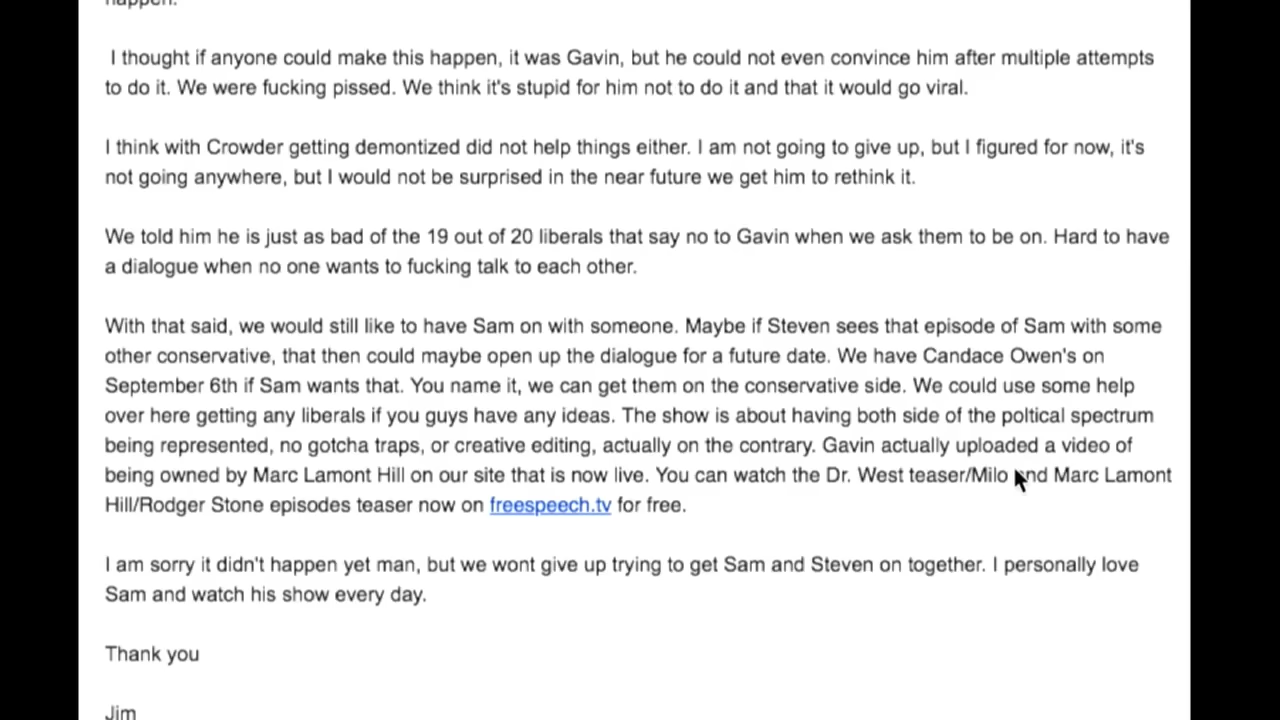 happen.
I thought if anyone could make this happen, it was Gavin, but he could not even convince him after multiple attempts
to do it. We were fucking pissed. We think it's stupid for him not to do it and that it would go viral.
I think with Crowder getting demontized did not help things either. I am not going to give up, but I figured for now, it's
not going anywhere, but I would not be surprised in the near future we get him to rethink it.
We told him he is just as bad of the 19 out of 20 liberals that say no to Gavin when we ask them to be on. Hard to have
a dialogue when no one wants to fucking talk to each other.
With that said, we would still like to have Sam on with someone. Maybe if Steven sees that episode of Sam with some
other conservative, that then could maybe open up the dialogue for a future date. We have Candace Owen's on
September 6th if Sam wants that. You name it, we can get them on the conservative side. We could use some help
over here getting any liberals if you guys have any ideas. The show is about having both side of the poltical spectrum
being represented, no gotcha traps, or creative editing, actually on the contrary. Gavin actually uploaded a video of
being owned by Marc Lamont Hill on our site that is now live. You can watch the Dr. West teaser/Milo and Marc Lamont
Hill/Rodger Stone episodes teaser now on freespeech.tv for free.
I am sorry it didn't happen yet man, but we wont give up trying to get Sam and Steven on together. I personally love
Sam and watch his show every day.
Thank you
Jim